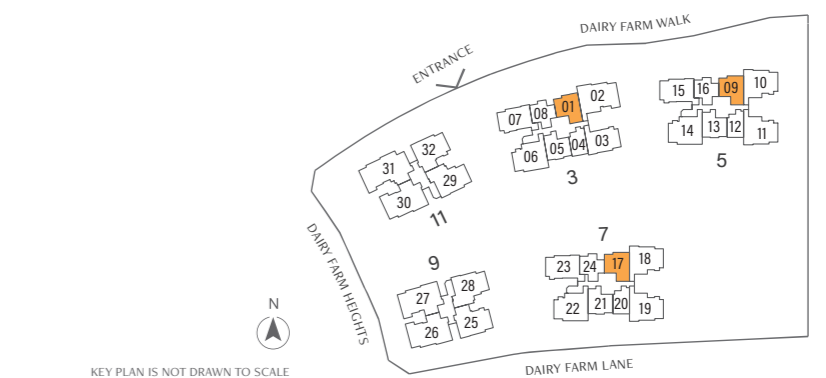 DAIRY FARM WALK
ENTRANCE
15 16 09 10
14 13 12 11
5
07 08 01 02
06 05 04 03
3
31 32
30 29
11
DAIRY FARM HEIGHTS
7
23 24 17 18
22 21 20 19
9
27 28
26 25
N
KEY PLAN IS NOT DRAWN TO SCALE
DAIRY FARM LANE